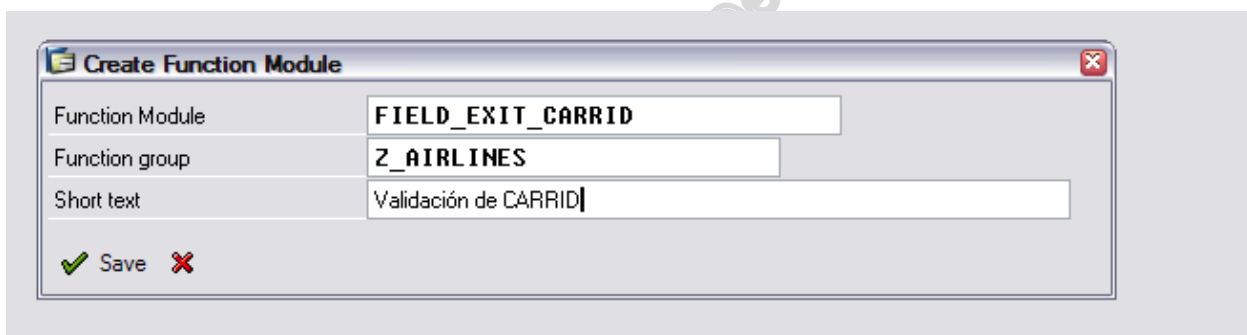 Create Function Module
Function Module FIELD_EXIT_CARRID
Function group Z_AIRLINES
Short text Validación de CARRID
Save